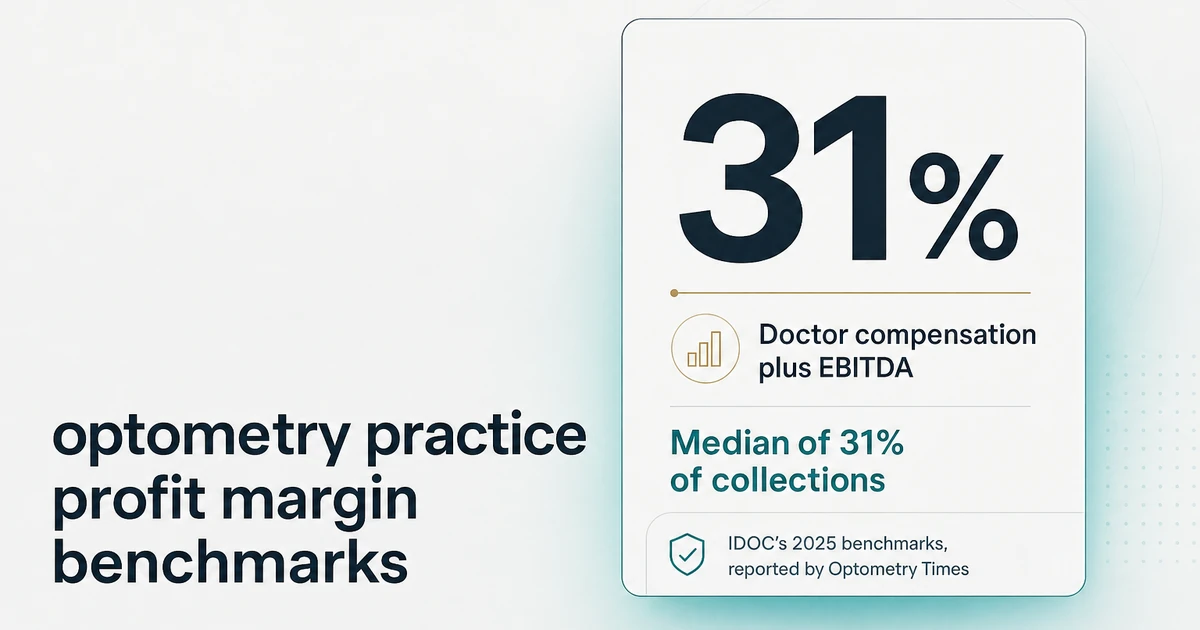 optometry practice
profit margin
benchmarks
31%
Doctor compensation
plus EBITDA
Median of 31%
of collections
IDOC's 2025 benchmarks,
reported by Optometry Times